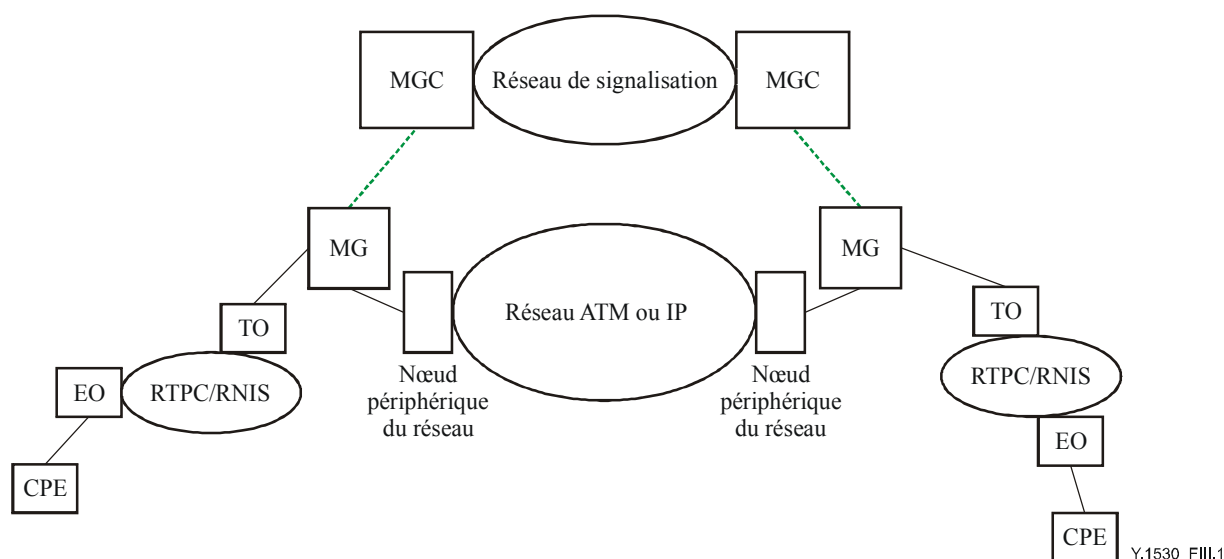 MGC
Réseau de signalisation
MGC
MG
MG
Réseau ATM ou IP
TO
TO
Nœud
périphérique
du réseau
Nœud
périphérique
du réseau
EO
RTPC/RNIS
RTPC/RNIS
EO
CPE
CPE
Y.1530_FIII.1